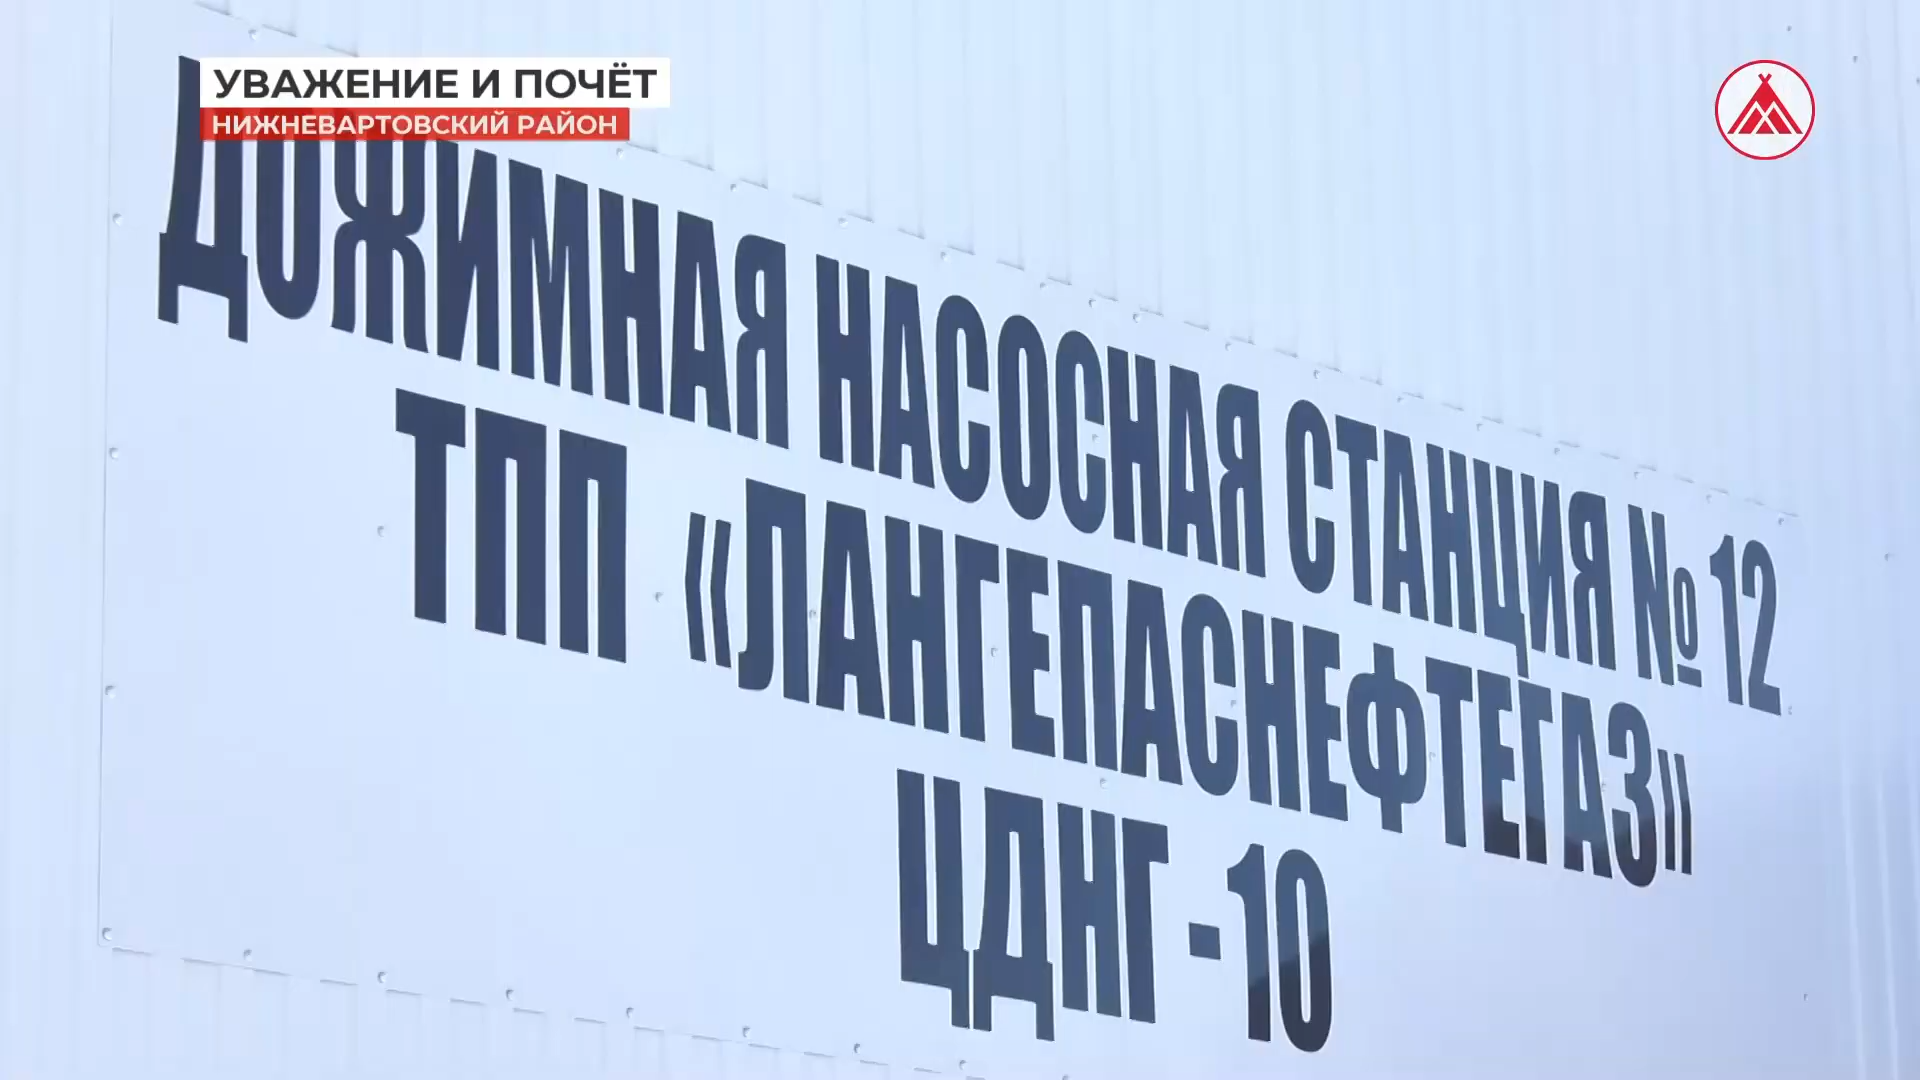 УВАЖЕНИЕ И ПОЧЁТ
НИЖНЕВАРТОВСКИЙ РАЙОН
ДОЖИМНАЯ НАСОСНАЯ СТАНЦИЯ № 12
ТПП «ЛАНГЕПАСНЕФТЕГАЗ»
ЦДНГ -10